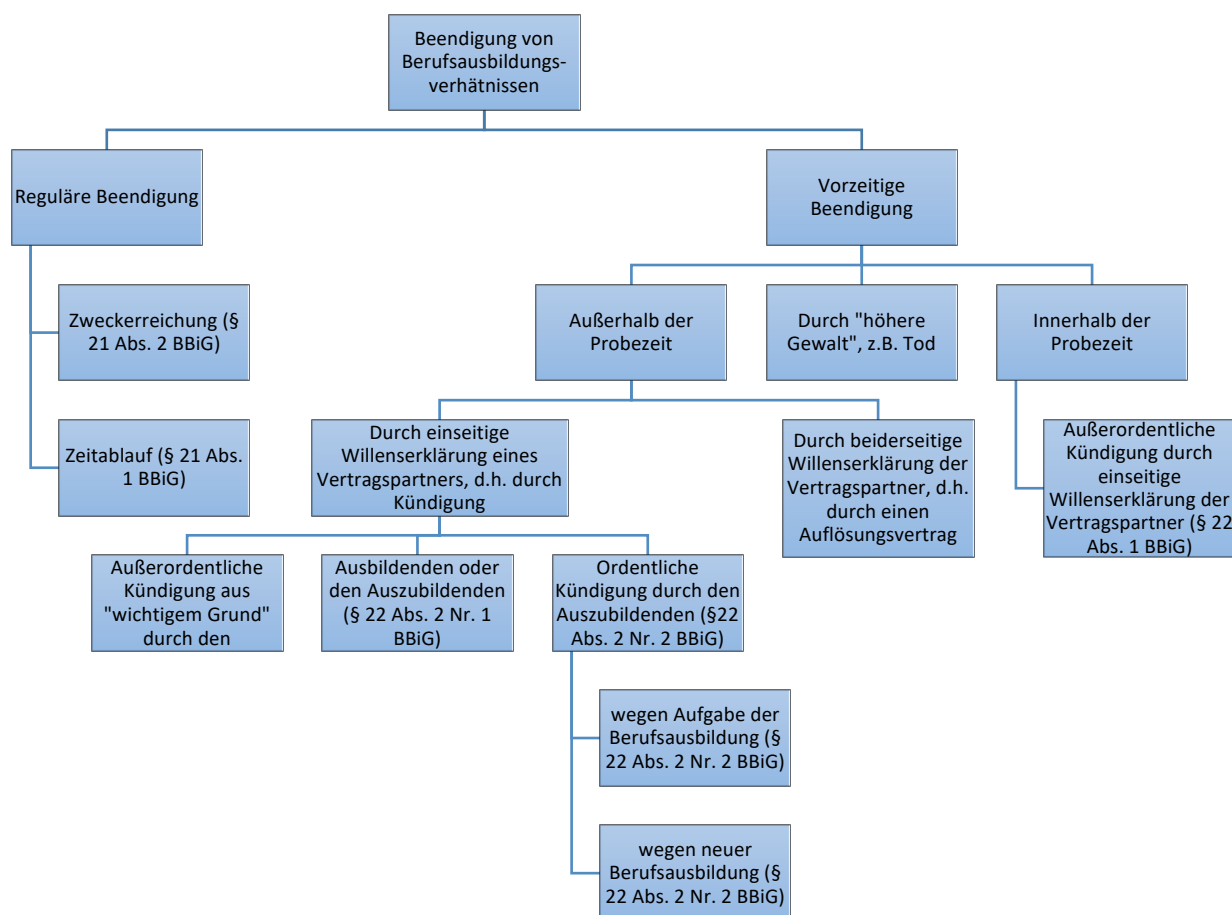 Beendigung von
Berufsausbildungs-
verhätnissen
Reguläre Beendigung
Vorzeitige
Beendigung
Zweckerreichung (§
21 Abs. 2 BBiG)
Zeitablauf (§ 21 Abs.
1 BBiG)
Außerhalb der
Probezeit
Durch "höhere
Gewalt", z.B. Tod
Innerhalb der
Probezeit
Durch einseitige
Willenserklärung eines
Vertragspartners, d.h. durch
Kündigung
Durch beiderseitige
Willenserklärung der
Vertragspartner, d.h.
durch einen
Auflösungsvertrag
Außerordentliche
Kündigung durch
einseitige
Willenserklärung der
Vertragspartner (§ 22
Abs. 1 BBiG)
Außerordentliche
Kündigung aus
"wichtigem Grund"
durch den
Ausbildenden oder
den Auszubildenden
(§ 22 Abs. 2 Nr. 1
BBiG)
Ordentliche
Kündigung durch den
Auszubildenden (§22
Abs. 2 Nr. 2 BBiG)
wegen Aufgabe der
Berufsausbildung (§
22 Abs. 2 Nr. 2 BBiG)
wegen neuer
Berufsausbildung (§
22 Abs. 2 Nr. 2 BBiG)